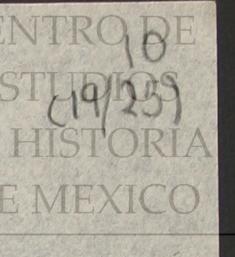 ENTRO DE
10
STUDIOS
(19/25)
HISTORIA
E MEXICO